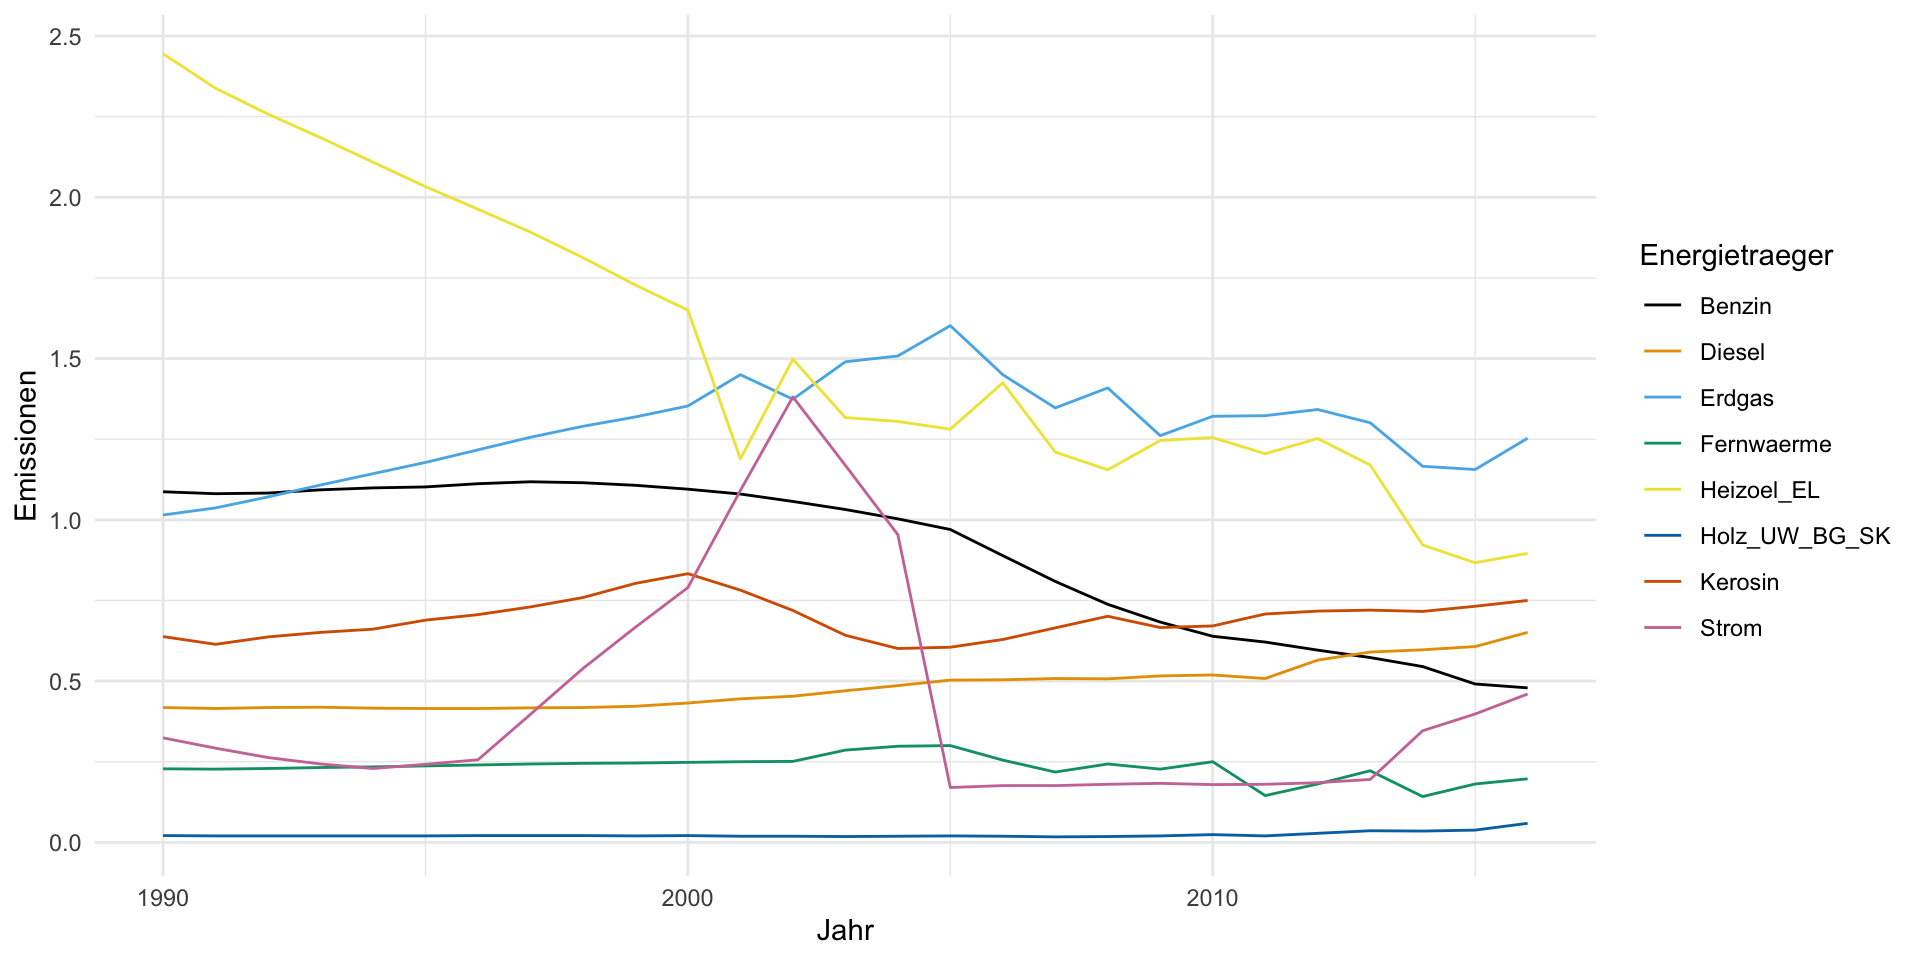 2.5
2.0
1.5
1.0
0.5
0.0
Emissionen
1990 2000 2010
Jahr
Energietraeger
Benzin
Diesel
Erdgas
Fernwaerme
Heizoel_EL
Holz_UW_BG_SK
Kerosin
Strom